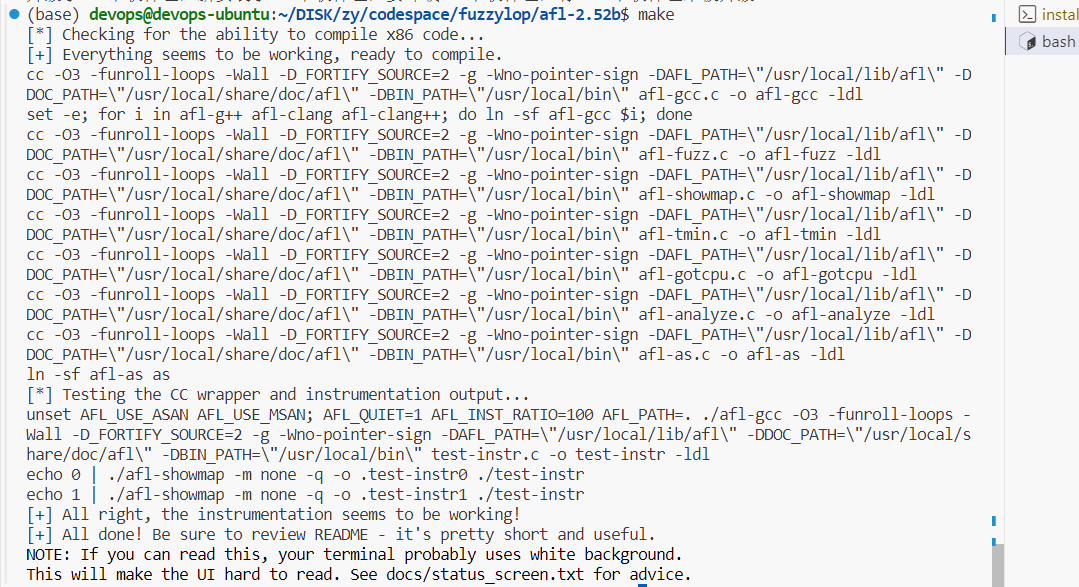 (base) devops@devops-ubuntu:~/DISK/zy/codespace/fuzzylop/afl-2.52b$ make
[*] Checking for the ability to compile x86 code...
[+] Everything seems to be working, ready to compile.
cc -O3 -funroll-loops -Wall -D_FORTIFY_SOURCE=2 -g -Wno-pointer-sign -DAFL_PATH=\"/usr/local/lib/afl\" -D
DOC_PATH=\"/usr/local/share/doc/afl\" -DBIN_PATH=\"/usr/local/bin\" afl-gcc.c -o afl-gcc -ldl
set -e; for i in afl-g++ afl-clang afl-clang++; do ln -sf afl-gcc $i; done
cc -O3 -funroll-loops -Wall -D_FORTIFY_SOURCE=2 -g -Wno-pointer-sign -DAFL_PATH=\"/usr/local/lib/afl\" -D
DOC_PATH=\"/usr/local/share/doc/afl\" -DBIN_PATH=\"/usr/local/bin\" afl-fuzz.c -o afl-fuzz -ldl
cc -O3 -funroll-loops -Wall -D_FORTIFY_SOURCE=2 -g -Wno-pointer-sign -DAFL_PATH=\"/usr/local/lib/afl\" -D
DOC_PATH=\"/usr/local/share/doc/afl\" -DBIN_PATH=\"/usr/local/bin\" afl-showmap.c -o afl-showmap -ldl
cc -O3 -funroll-loops -Wall -D_FORTIFY_SOURCE=2 -g -Wno-pointer-sign -DAFL_PATH=\"/usr/local/lib/afl\" -D
DOC_PATH=\"/usr/local/share/doc/afl\" -DBIN_PATH=\"/usr/local/bin\" afl-tmin.c -o afl-tmin -ldl
cc -O3 -funroll-loops -Wall -D_FORTIFY_SOURCE=2 -g -Wno-pointer-sign -DAFL_PATH=\"/usr/local/lib/afl\" -D
DOC_PATH=\"/usr/local/share/doc/afl\" -DBIN_PATH=\"/usr/local/bin\" afl-gotcpu.c -o afl-gotcpu -ldl
cc -O3 -funroll-loops -Wall -D_FORTIFY_SOURCE=2 -g -Wno-pointer-sign -DAFL_PATH=\"/usr/local/lib/afl\" -D
DOC_PATH=\"/usr/local/share/doc/afl\" -DBIN_PATH=\"/usr/local/bin\" afl-analyze.c -o afl-analyze -ldl
cc -O3 -funroll-loops -Wall -D_FORTIFY_SOURCE=2 -g -Wno-pointer-sign -DAFL_PATH=\"/usr/local/lib/afl\" -D
DOC_PATH=\"/usr/local/share/doc/afl\" -DBIN_PATH=\"/usr/local/bin\" afl-as.c -o afl-as -ldl
ln -sf afl-as as
[*] Testing the CC wrapper and instrumentation output...
unset AFL_USE_ASAN AFL_USE_MSAN; AFL_QUIET=1 AFL_INST_RATIO=100 AFL_PATH=. ./afl-gcc -O3 -funroll-loops -
Wall -D_FORTIFY_SOURCE=2 -g -Wno-pointer-sign -DAFL_PATH=\"/usr/local/lib/afl\" -DDOC_PATH=\"/usr/local/s
hare/doc/afl\" -DBIN_PATH=\"/usr/local/bin\" test-instr.c -o test-instr -ldl
echo 0 | ./afl-showmap -m none -q -o .test-instr0 ./test-instr
echo 1 | ./afl-showmap -m none -q -o .test-instr1 ./test-instr
[+] All right, the instrumentation seems to be working!
[+] All done! Be sure to review README - it's pretty short and useful.
NOTE: If you can read this, your terminal probably uses white background.
This will make the UI hard to read. See docs/status_screen.txt for advice.
instal
bash